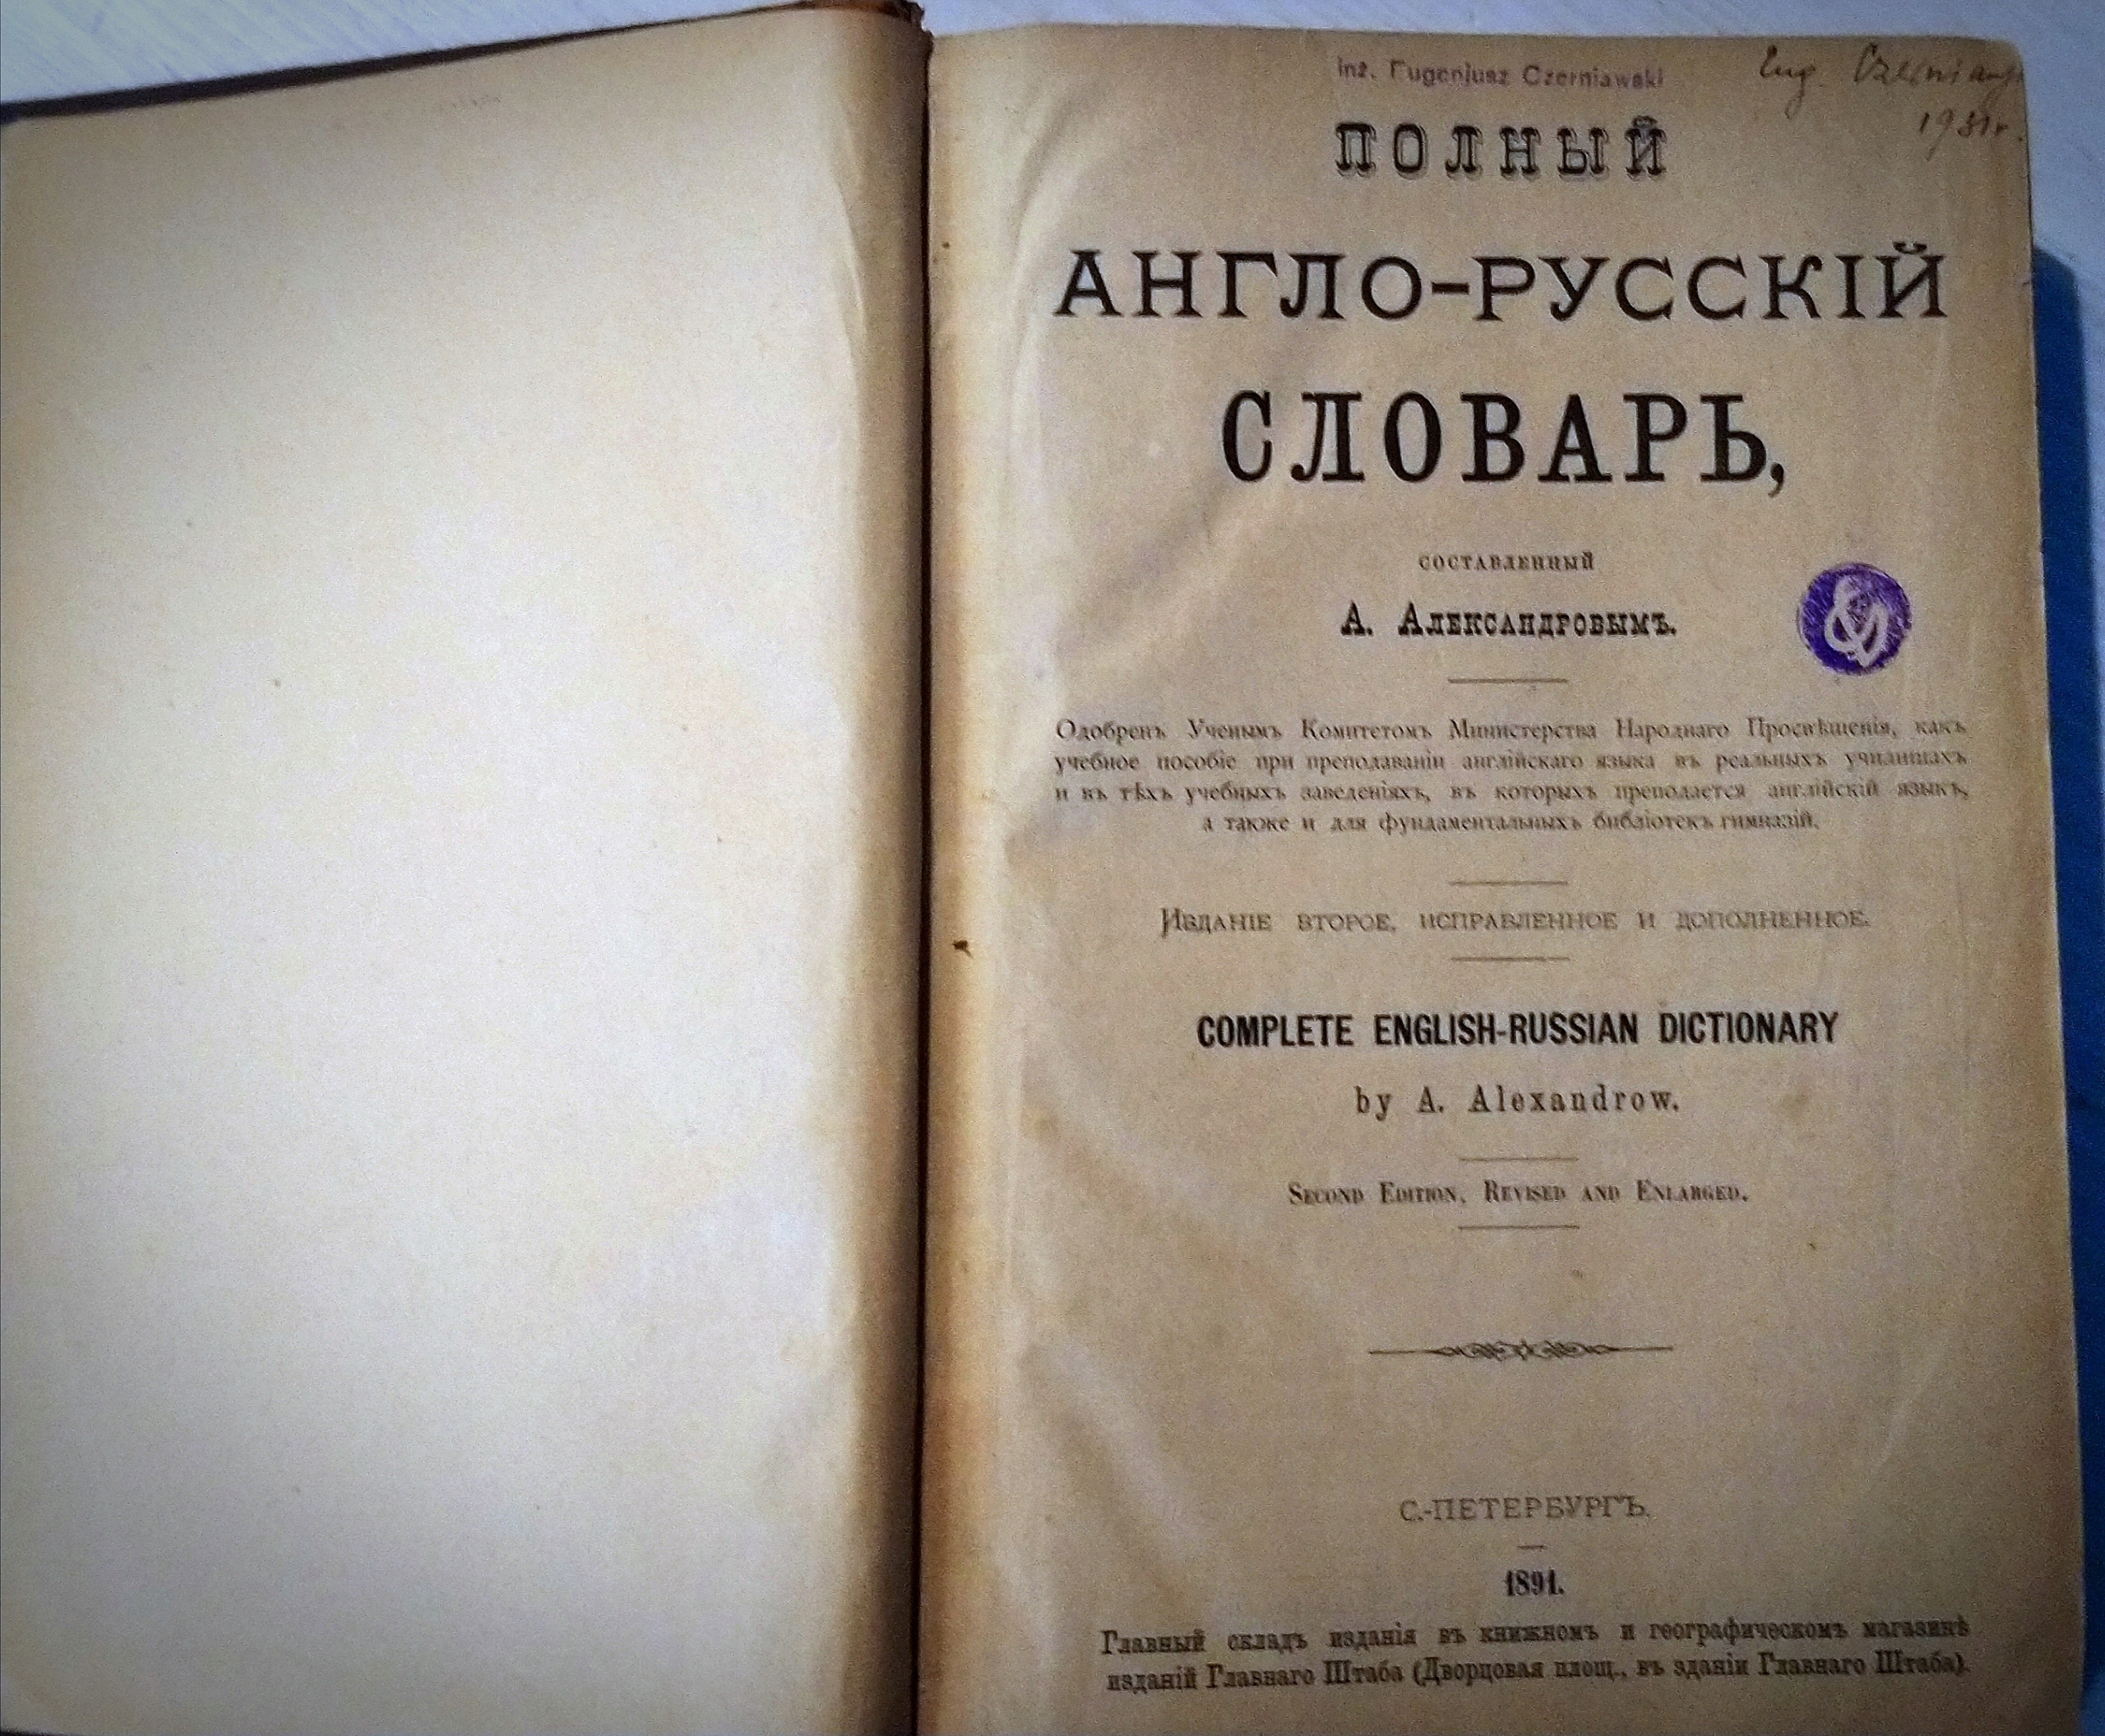 inż. Eugenjusz Czerniawski
Eug. Czerniawski
1931 r.
ПОЛНЫЙ
АНГЛО-РУССКІЙ
СЛОВАРЬ,
СОСТАВЛЕННЫЙ
А. АЛЕКСАНДРОВЫМЪ.
Одобренъ Ученымъ Комитетомъ Министерства Народнаго Просвѣщенія, какъ
учебное пособіе при преподаваніи англійскаго языка въ реальныхъ училищахъ
и въ тѣхъ учебныхъ заведеніяхъ, въ которыхъ преподается англійскій языкъ,
а также и для фундаментальныхъ библіотекъ гимназій.
ИЗДАНІЕ ВТОРОЕ, ИСПРАВЛЕННОЕ И ДОПОЛНЕННОЕ.
COMPLETE ENGLISH-RUSSIAN DICTIONARY
by A. Alexandrow.
SECOND EDITION, REVISED AND ENLARGED.
С.-ПЕТЕРБУРГЪ.
1891.
Главный складъ изданія въ книжномъ и географическомъ магазинѣ
изданій Главнаго Штаба (Дворцовая площ., въ зданіи Главнаго Штаба).